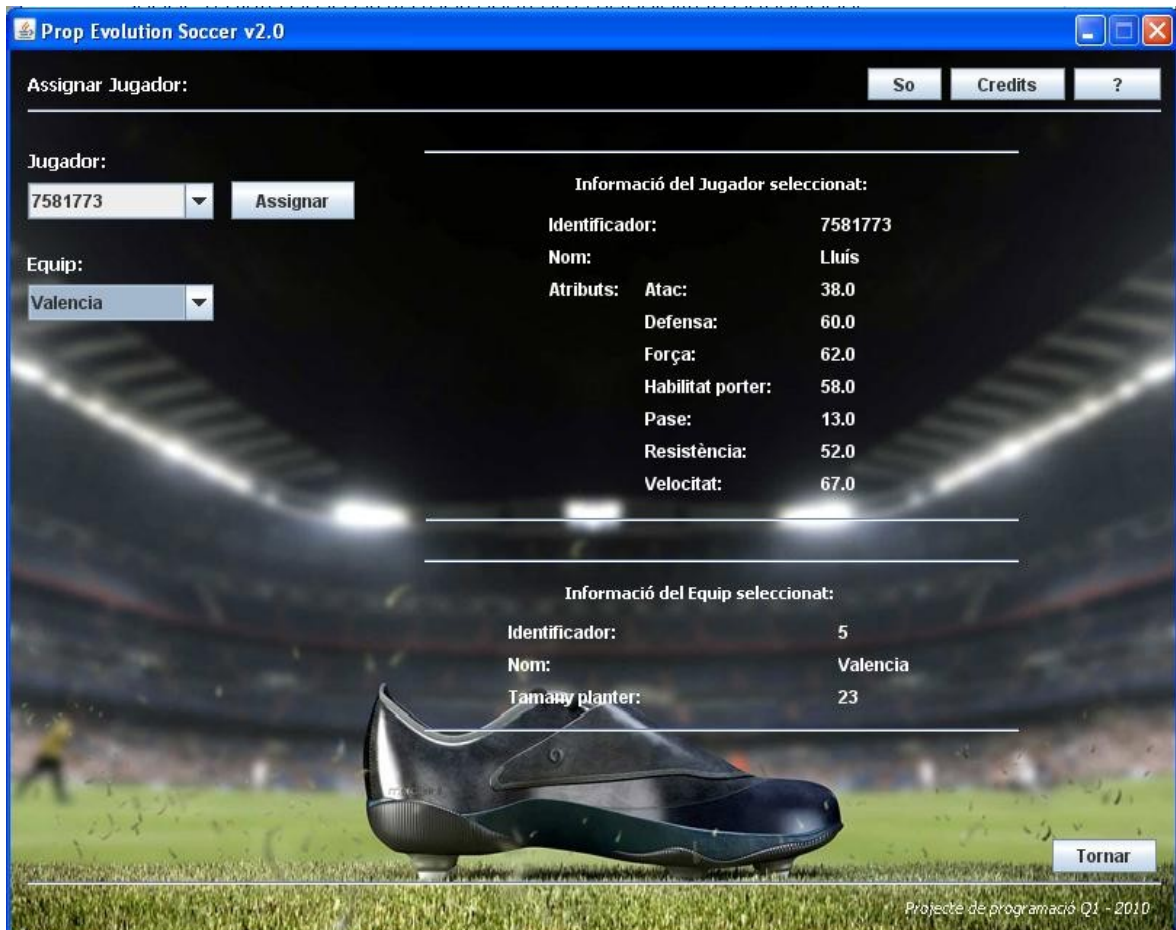 Prop Evolution Soccer v2.0
Assignar Jugador:
So
Credits
?
Jugador:
7581773
Assignar
Equip:
Valencia
Informació del Jugador seleccionat:
Identificador: 7581773
Nom: Lluís
Atributs: Atac: 38.0
Defensa: 60.0
Força: 62.0
Habilitat porter: 58.0
Pase: 13.0
Resistència: 52.0
Velocitat: 67.0
Informació del Equip seleccionat:
Identificador: 5
Nom: Valencia
Tamany planter: 23
Tornar
Projecte de programació Q1 - 2010